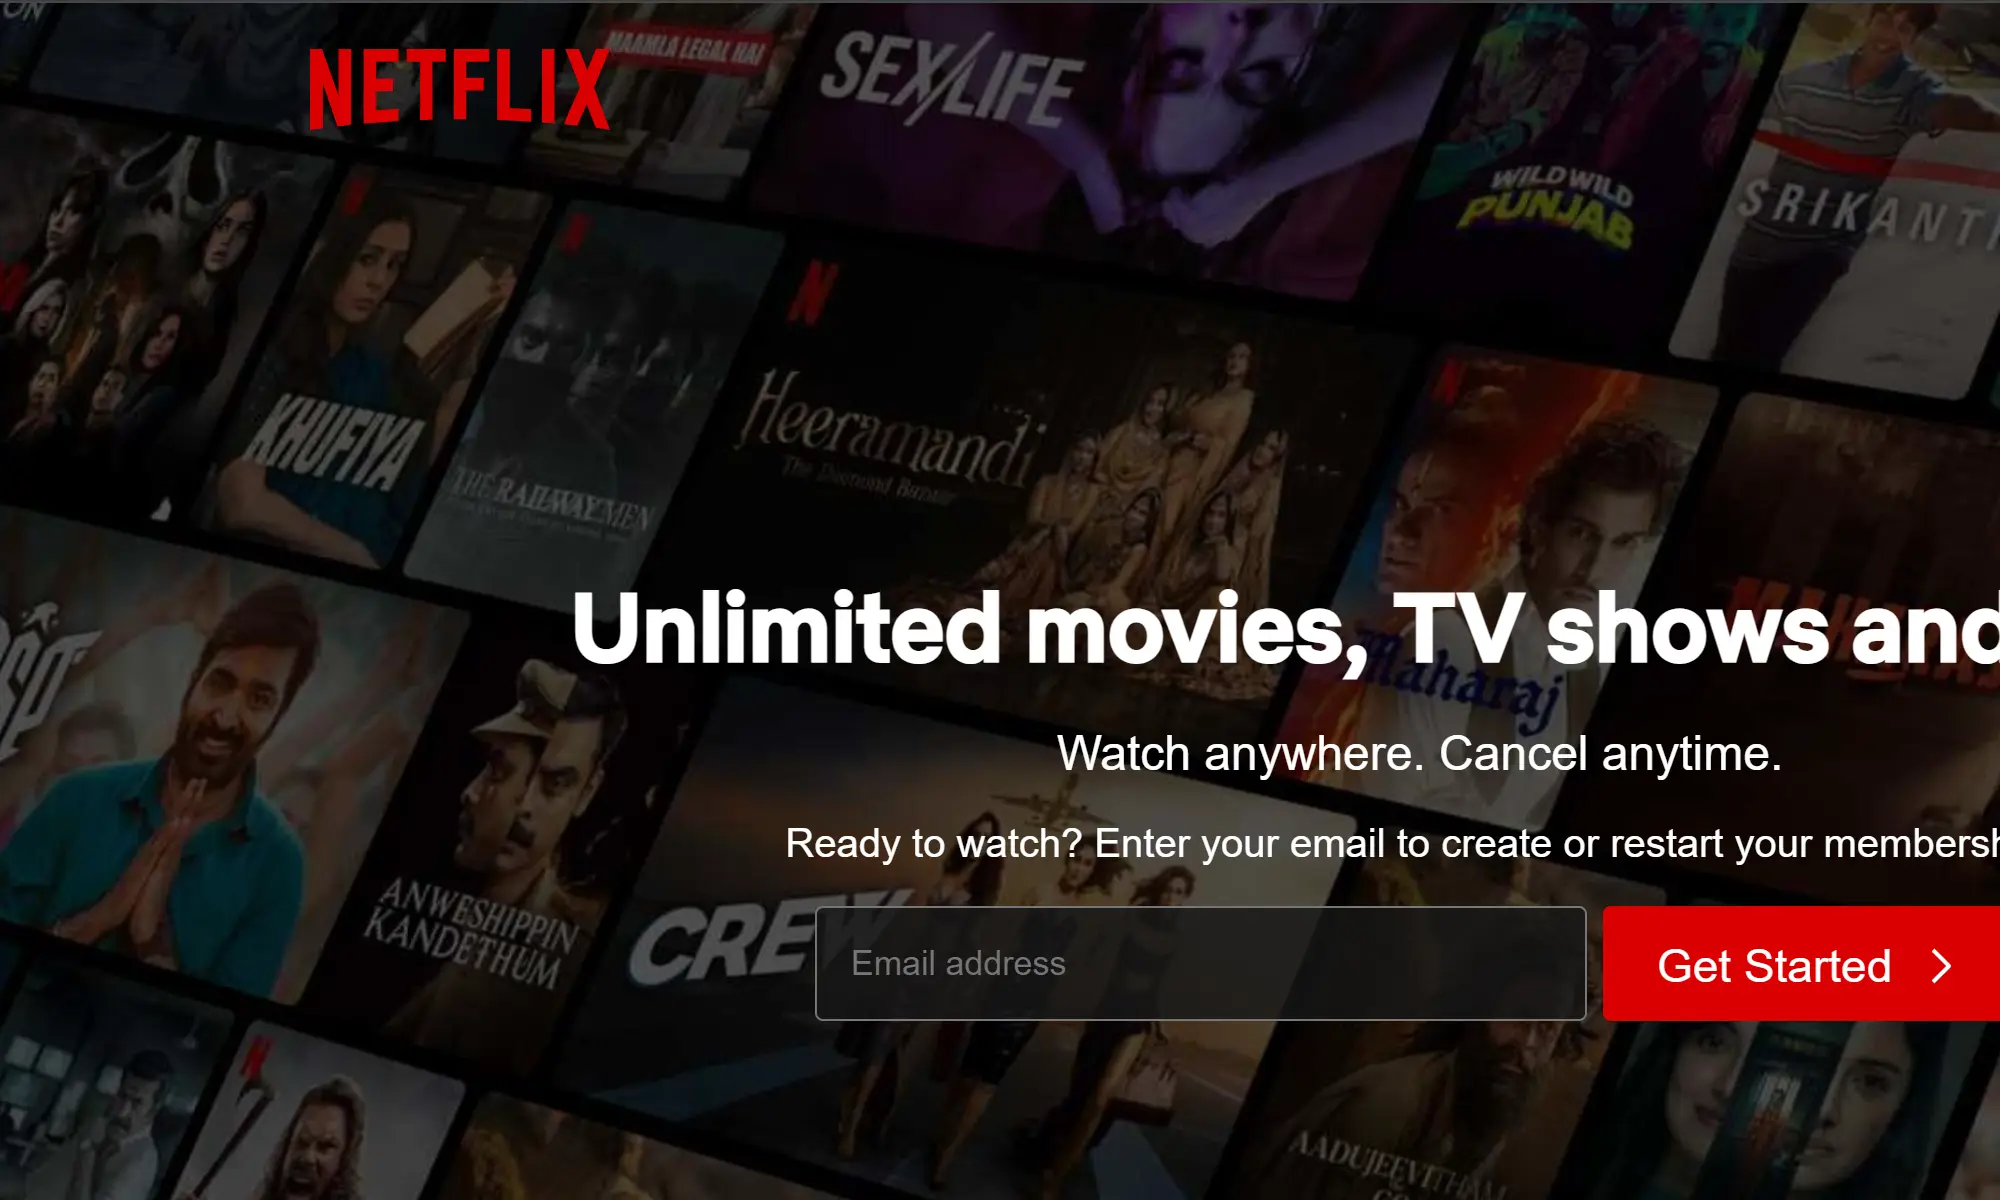 NETFLIX
MAAMLA LEGAL HAI
SEX/LIFE
WILD WILD
PUNJAB
SRIKANT
KHUFIYA
THE RAILWAY MEN
Heeramandi
The Diamond Bazaar
Unlimited movies, TV shows and
Maharaj
Watch anywhere. Cancel anytime.
Ready to watch? Enter your email to create or restart your membersh
ANWESHIPPIN
KANDETHUM
CREW
Email address
Get Started
AADUJEEVITHAM